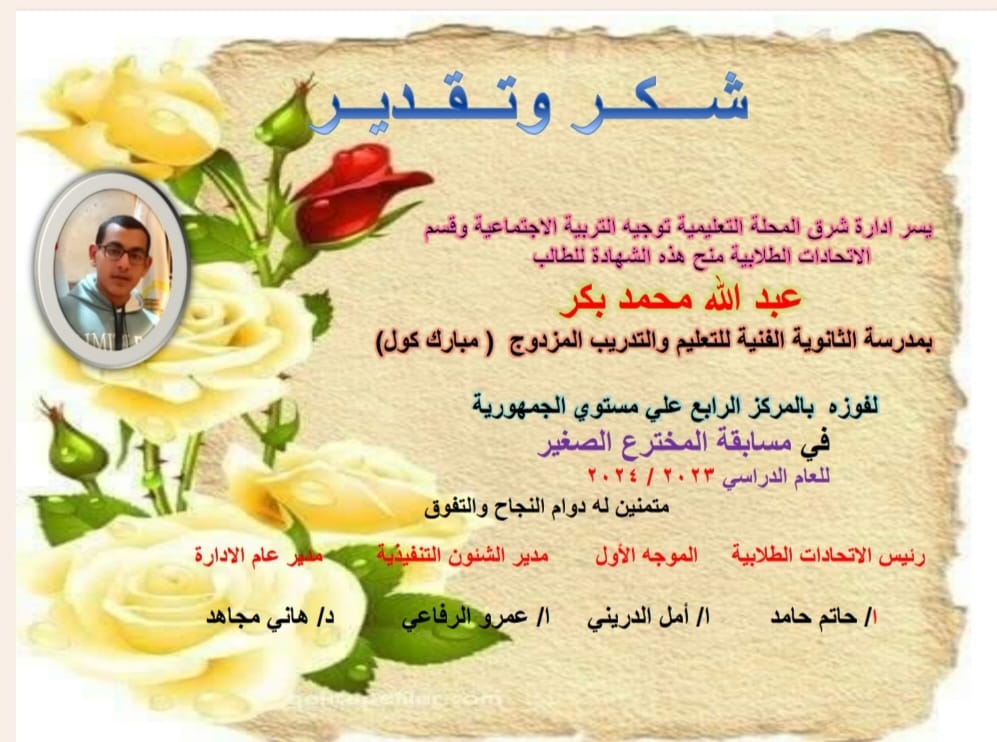 شـــكـــر وتـــقـــديـــر
يسر ادارة شرق المحلة التعليمية توجيه التربية الاجتماعية وقسم
الاتحادات الطلابية منح هذه الشهادة للطالب
عبد الله محمد بكر
بمدرسة الثانوية الفنية للتعليم والتدريب المزدوج ( مبارك كول)
لفوزه بالمركز الرابع علي مستوي الجمهورية
في مسابقة المخترع الصغير
للعام الدراسي ٢٠٢٣ / ٢٠٢٤
متمنين له دوام النجاح والتفوق
رئيس الاتحادات الطلابية الموجه الأول مدير الشئون التنفيذية مدير عام الادارة
ا/ حاتم حامد ا/ أمل الدريني ا/ عمرو الرفاعي د/ هاني مجاهد